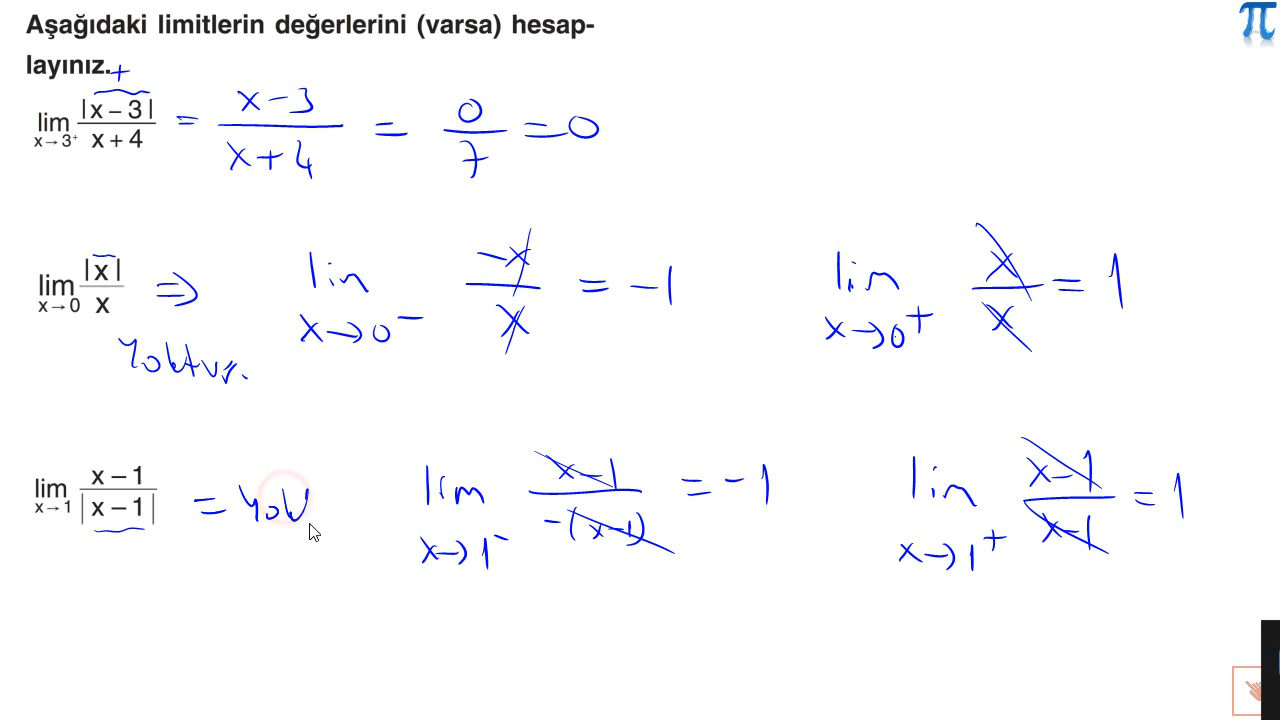 Aşağıdaki limitlerin değerlerini (varsa) hesap-
layınız.
lim x→3⁺ |x – 3| / x + 4 = x – 3 / x + 4 = 0 / 7 = 0
+
lim x→0 |x| / x ⇒ lim x→0⁻ –x / x = –1 lim x→0⁺ x / x = 1
Yoktur.
lim x→1 x – 1 / |x – 1| = Yok lim x→1⁻ x–1 / –(x–1) = –1 lim x→1⁺ x–1 / x–1 = 1
π